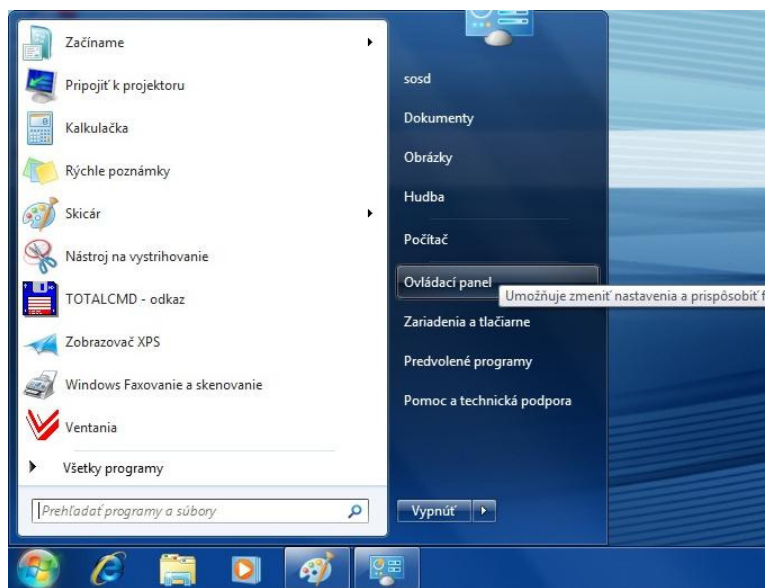 Začíname
Pripojiť k projektoru
Kalkulačka
Rýchle poznámky
Skicár
Nástroj na vystrihovanie
TOTALCMD - odkaz
Zobrazovač XPS
Windows Faxovanie a skenovanie
Ventania
Všetky programy
Prehľadať programy a súbory
sosd
Dokumenty
Obrázky
Hudba
Počítač
Ovládací panel
Umožňuje zmeniť nastavenia a prispôsobiť f
Zariadenia a tlačiarne
Predvolené programy
Pomoc a technická podpora
Vypnúť